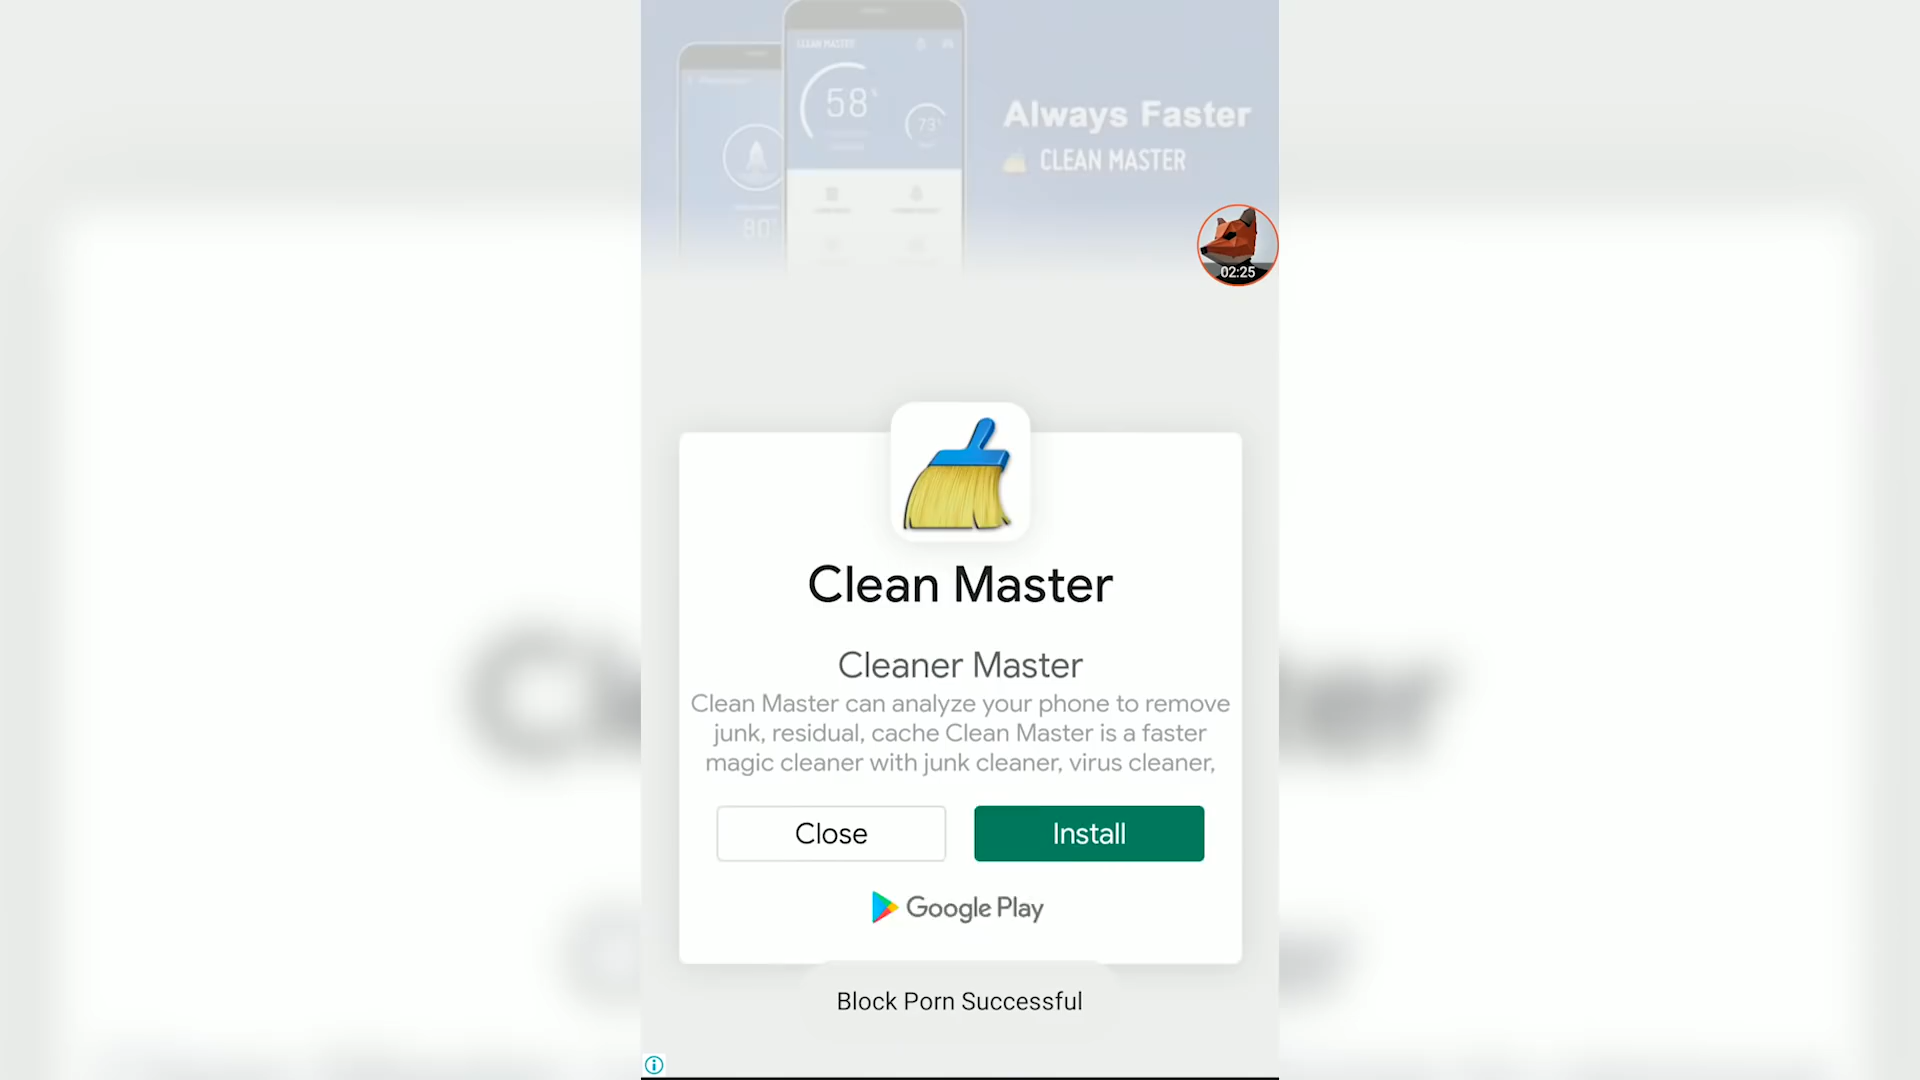 CLEAN MASTER
58%
73%
80%
Always Faster
CLEAN MASTER
02:25
Clean Master
Cleaner Master
Clean Master can analyze your phone to remove
junk, residual, cache Clean Master is a faster
magic cleaner with junk cleaner, virus cleaner,
Close
Install
Google Play
Block Porn Successful